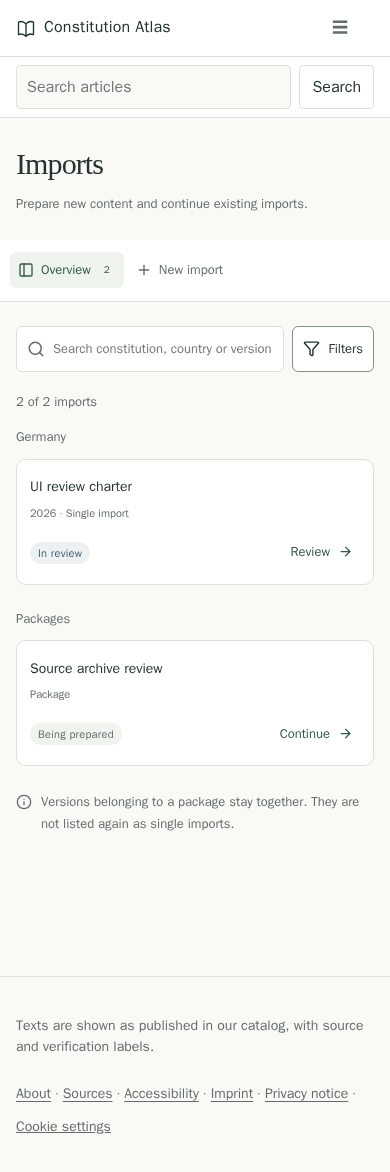 Constitution Atlas
Search articles
Search
Imports
Prepare new content and continue existing imports.
Overview 2
New import
Search constitution, country or version
Filters
2 of 2 imports
Germany
UI review charter
2026 · Single import
In review
Review →
Packages
Source archive review
Package
Being prepared
Continue →
Versions belonging to a package stay together. They are
not listed again as single imports.
Texts are shown as published in our catalog, with source
and verification labels.
About · Sources · Accessibility · Imprint · Privacy notice ·
Cookie settings